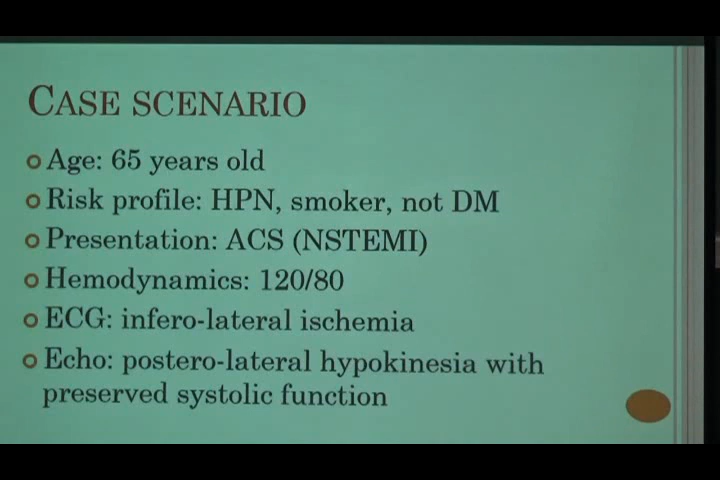 CASE SCENARIO
Age: 65 years old
Risk profile: HPN, smoker, not DM
Presentation: ACS (NSTEMI)
Hemodynamics: 120/80
ECG: infero-lateral ischemia
Echo: postero-lateral hypokinesia with
preserved systolic function